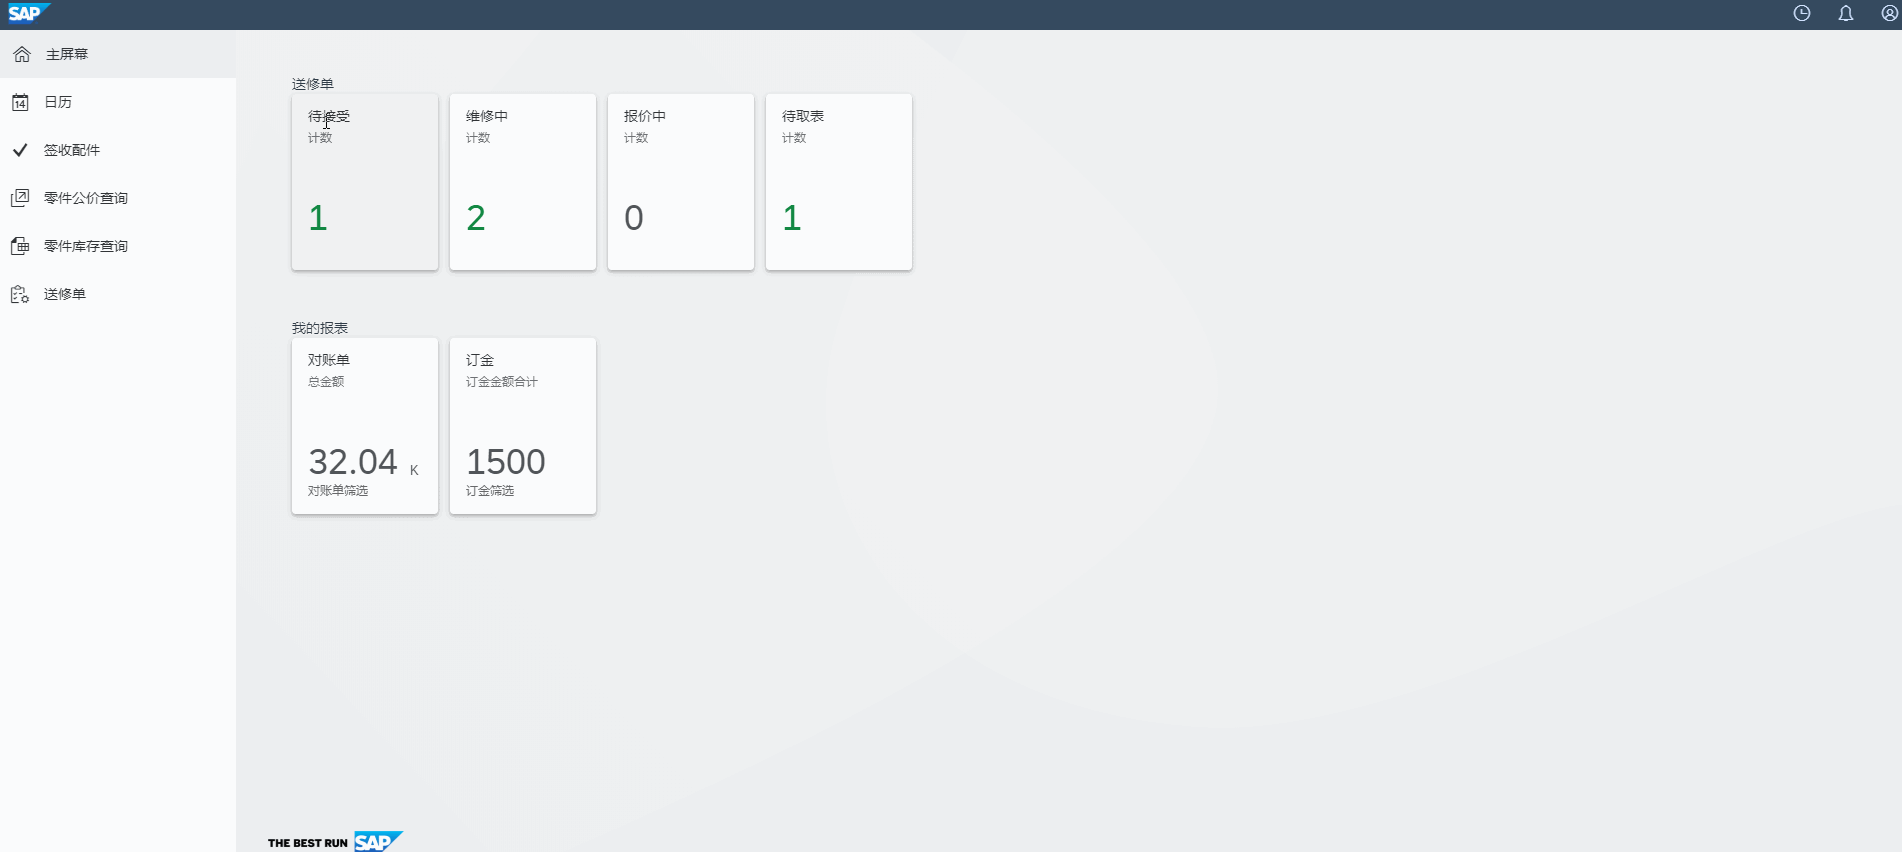 SAP
主屏幕
14
日历
签收配件
零件公价查询
零件库存查询
送修单
送修单
待接受
计数
1
维修中
计数
2
报价中
计数
0
待取表
计数
1
我的报表
对账单
总金额
32.04 K
对账单筛选
订金
订金金额合计
1500
订金筛选
THE BEST RUN SAP